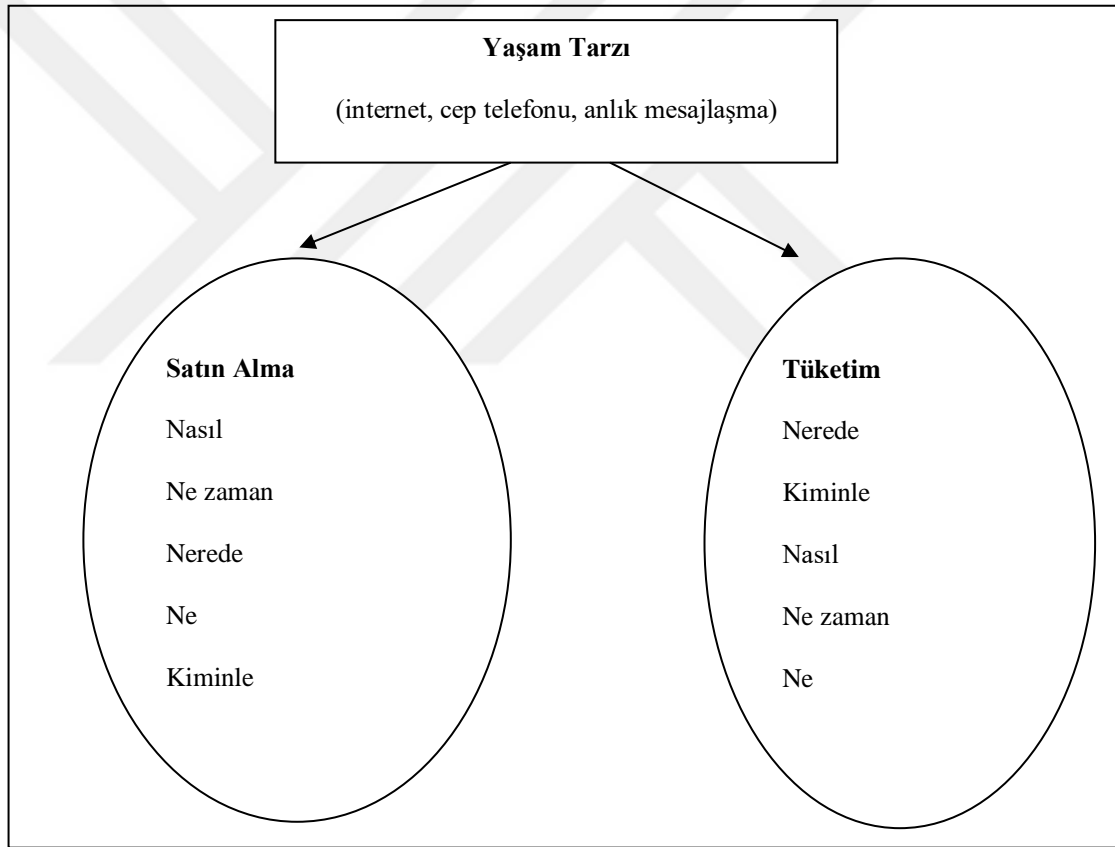 Yaşam Tarzı
(internet, cep telefonu, anlık mesajlaşma)
Satın Alma
Nasıl
Ne zaman
Nerede
Ne
Kiminle
Tüketim
Nerede
Kiminle
Nasıl
Ne zaman
Ne